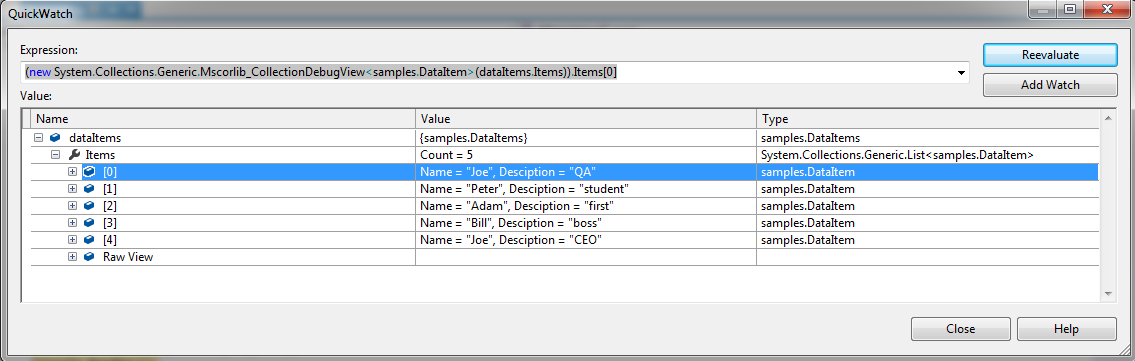 QuickWatch
Expression:
(new System.Collections.Generic.Mscorlib_CollectionDebugView<samples.DataItem>(dataItems.Items)).Items[0]
Reevaluate
Add Watch
Value:
Name Value Type
dataItems {samples.DataItems} samples.DataItems
Items Count = 5 System.Collections.Generic.List<samples.DataItem>
[0] Name = "Joe", Desciption = "QA" samples.DataItem
[1] Name = "Peter", Desciption = "student" samples.DataItem
[2] Name = "Adam", Desciption = "first" samples.DataItem
[3] Name = "Bill", Desciption = "boss" samples.DataItem
[4] Name = "Joe", Desciption = "CEO" samples.DataItem
Raw View
Close Help